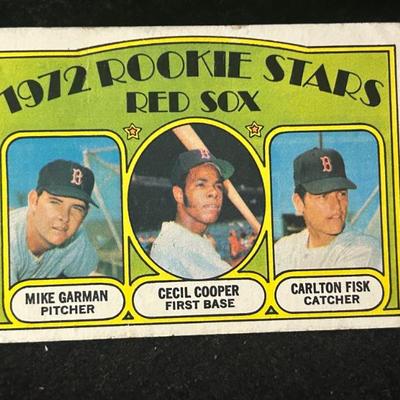 1972 ROOKIE STARS
RED SOX
B
B
B
MIKE GARMAN
PITCHER
CECIL COOPER
FIRST BASE
CARLTON FISK
CATCHER